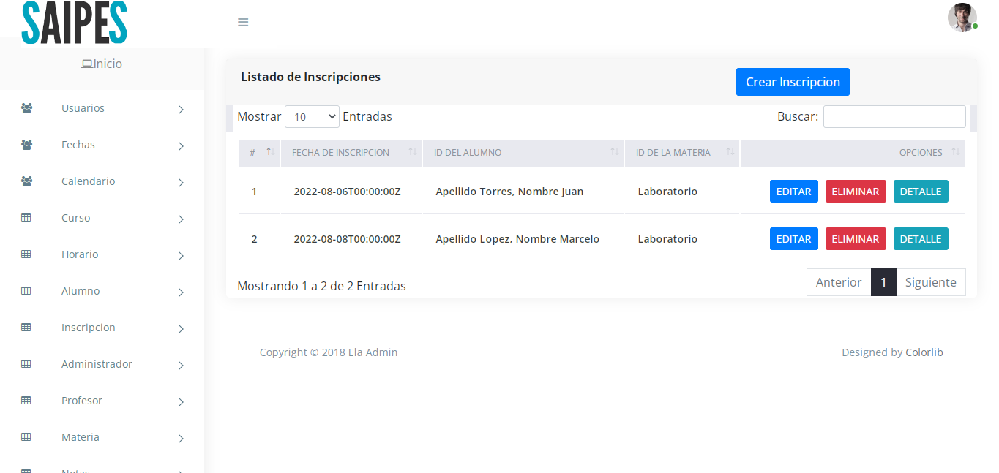 SAIPES
Inicio
Usuarios
Fechas
Calendario
Curso
Horario
Alumno
Inscripcion
Administrador
Profesor
Materia
Notas
Listado de Inscripciones
Crear Inscripcion
Mostrar 10 Entradas
Buscar:
# FECHA DE INSCRIPCION ID DEL ALUMNO ID DE LA MATERIA OPCIONES
1 2022-08-06T00:00:00Z Apellido Torres, Nombre Juan Laboratorio EDITAR ELIMINAR DETALLE
2 2022-08-08T00:00:00Z Apellido Lopez, Nombre Marcelo Laboratorio EDITAR ELIMINAR DETALLE
Mostrando 1 a 2 de 2 Entradas
Anterior 1 Siguiente
Copyright © 2018 Ela Admin
Designed by Colorlib